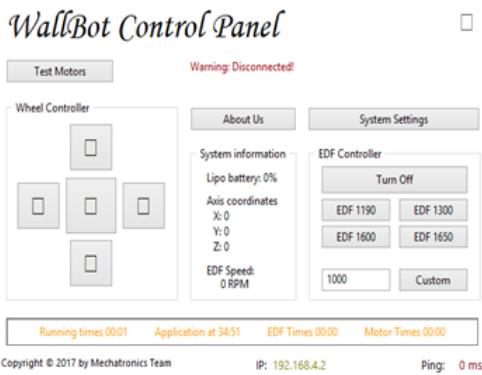 WallBot Control Panel
Test Motors
Warning: Disconnected!
Wheel Controller
About Us
System Settings
System information
Lipo battery: 0%
Axis coordinates
X: 0
Y: 0
Z: 0
EDF Speed:
0 RPM
EDF Controller
Turn Off
EDF 1190 EDF 1300
EDF 1600 EDF 1650
1000 Custom
Running times 00:01 Application at 34:51 EDF Times 00:00 Motor Times 00:00
Copyright © 2017 by Mechatronics Team IP: 192.168.4.2 Ping: 0 ms